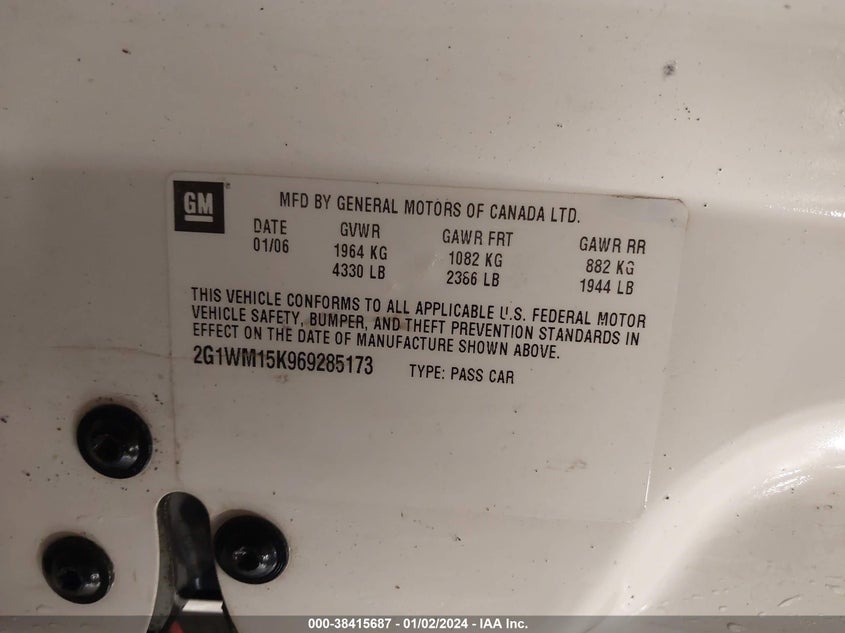 GM
MFD BY GENERAL MOTORS OF CANADA LTD.
DATE GVWR GAWR FRT GAWR RR
01/06 1964 KG 1082 KG 882 KG
4330 LB 2386 LB 1944 LB
THIS VEHICLE CONFORMS TO ALL APPLICABLE U.S. FEDERAL MOTOR
VEHICLE SAFETY, BUMPER, AND THEFT PREVENTION STANDARDS IN
EFFECT ON THE DATE OF MANUFACTURE SHOWN ABOVE.
2G1WM15K969285173 TYPE: PASS CAR
000-38415687 - 01/02/2024 - IAA Inc.